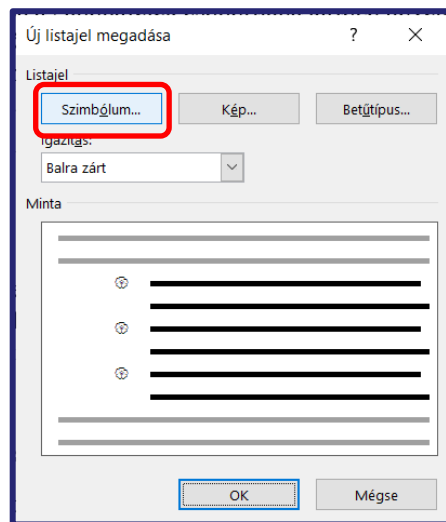 Új listajel megadása ? ×
Listajel
Szimbólum... Kép... Betűtípus...
Igazítás:
Balra zárt
Minta
OK Mégse